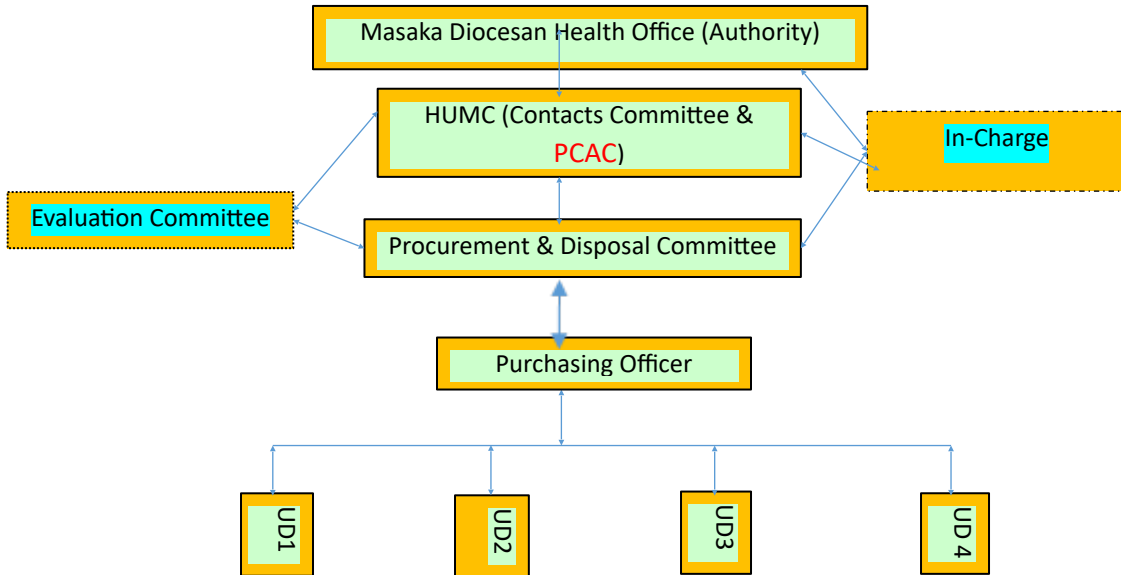 Masaka Diocesan Health Office (Authority)
HUMC (Contacts Committee &
PCAC)
In-Charge
Evaluation Committee
Procurement & Disposal Committee
Purchasing Officer
UD1
UD2
UD3
UD 4